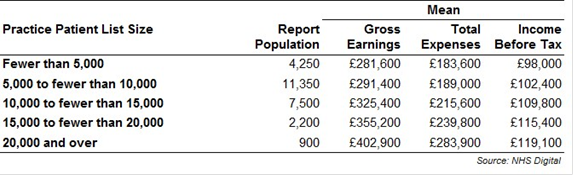 Mean
Practice Patient List Size Report Gross Total Income
Population Earnings Expenses Before Tax
Fewer than 5,000 4,250 £281,600 £183,600 £98,000
5,000 to fewer than 10,000 11,350 £291,400 £189,000 £102,400
10,000 to fewer than 15,000 7,500 £325,400 £215,600 £109,800
15,000 to fewer than 20,000 2,200 £355,200 £239,800 £115,400
20,000 and over 900 £402,900 £283,900 £119,100
Source: NHS Digital